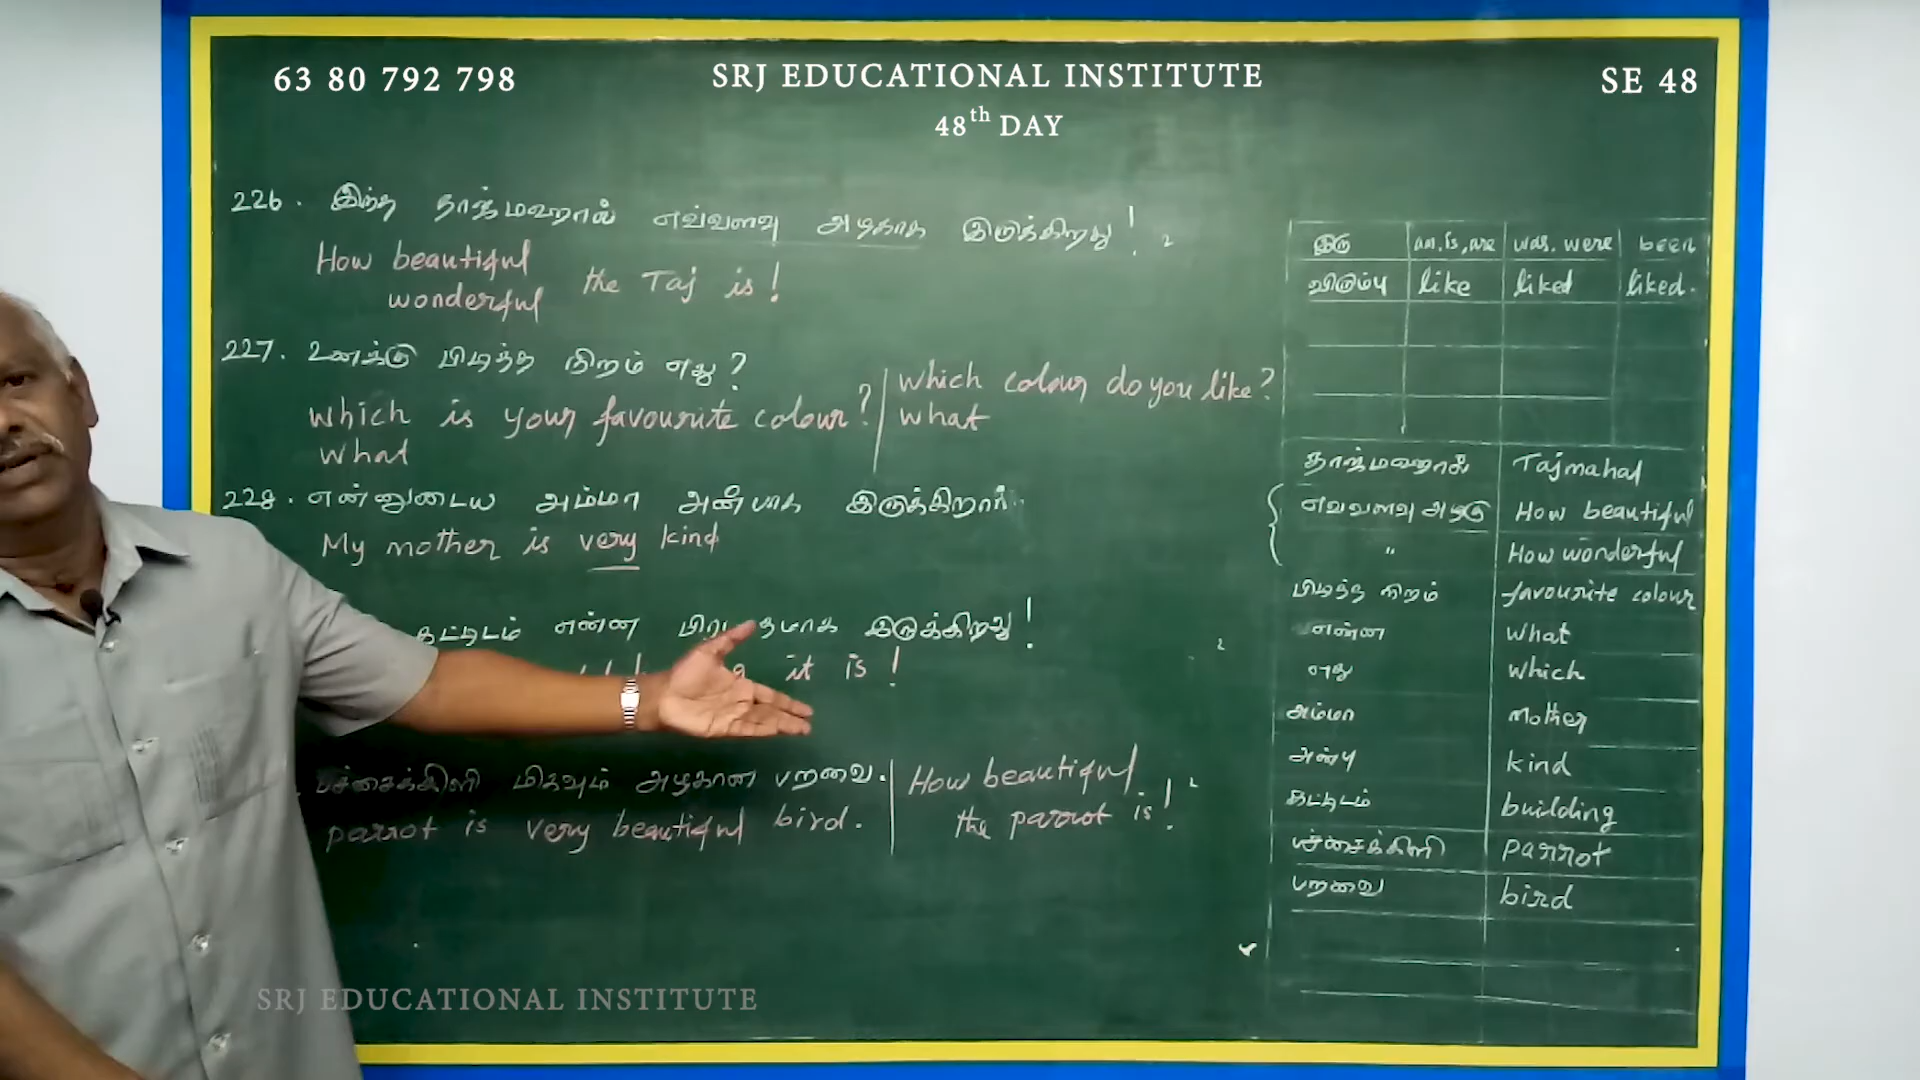 63 80 792 798
SRJ EDUCATIONAL INSTITUTE
SE 48
48th DAY
226. இந்த தாஜ்மஹால் எவ்வளவு அழகாக இருக்கிறது!
How beautiful
wonderful
the Taj is!
227. உனக்கு பிடித்த நிறம் எது?
which is your favourite colour?
what
which colour do you like?
what
228. என்னுடைய அம்மா அன்பாக இருக்கிறார்.
My mother is very kind
கட்டிடம் என்ன இருக்கிறது!
it is!
பச்சைக்கிளி மிகவும் அழகான பறவை.
parrot is very beautiful bird.
How beautiful
the parrot is!
இரு am, is, are was. were been
விரும்பு like liked liked.
தாஜ்மஹால் Tajmahal
எவ்வளவு அழகு How beautiful
" How wonderful
பிடித்த நிறம் favourite colour
என்ன what
எது which
அம்மா mother
அன்பு kind
கட்டிடம் building
பச்சைக்கிளி parrot
பறவை bird
SRJ EDUCATIONAL INSTITUTE